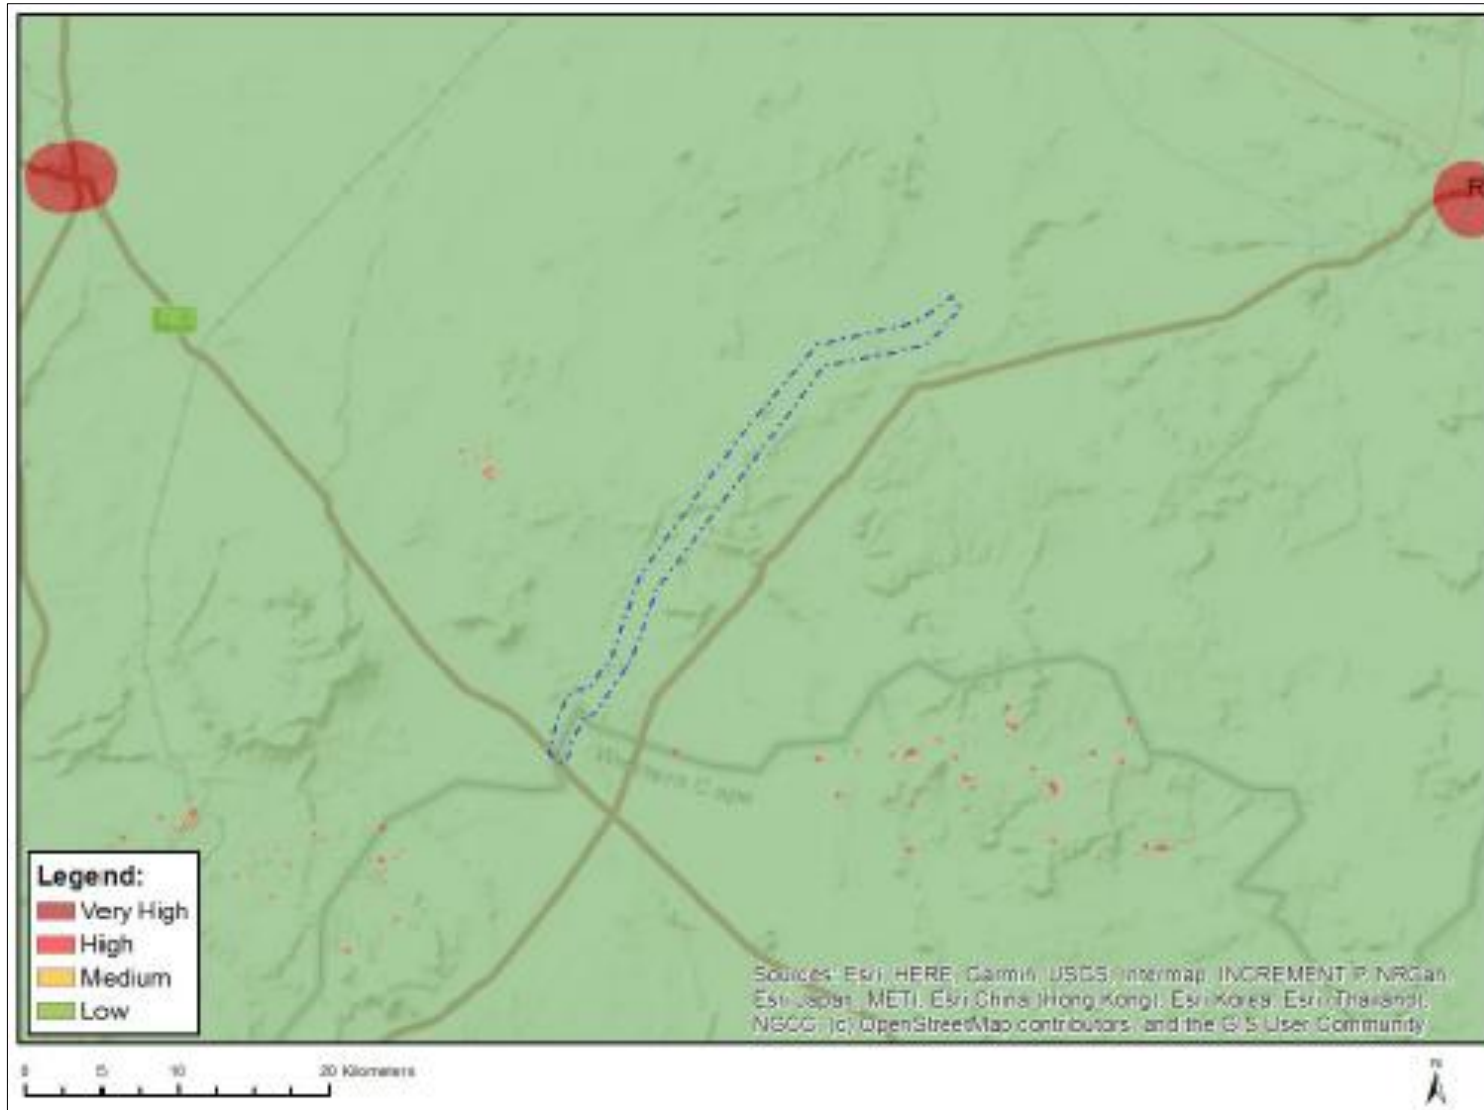 R
Western Cape
Legend:
Very High
High
Medium
Low
Sources: Esri, HERE, Garmin, USGS, Intermap, INCREMENT P, NRCan,
Esri Japan, METI, Esri China (Hong Kong), Esri Korea, Esri (Thailand),
NGCC, (c) OpenStreetMap contributors, and the GIS User Community
0 5 10 20 Kilometers
N